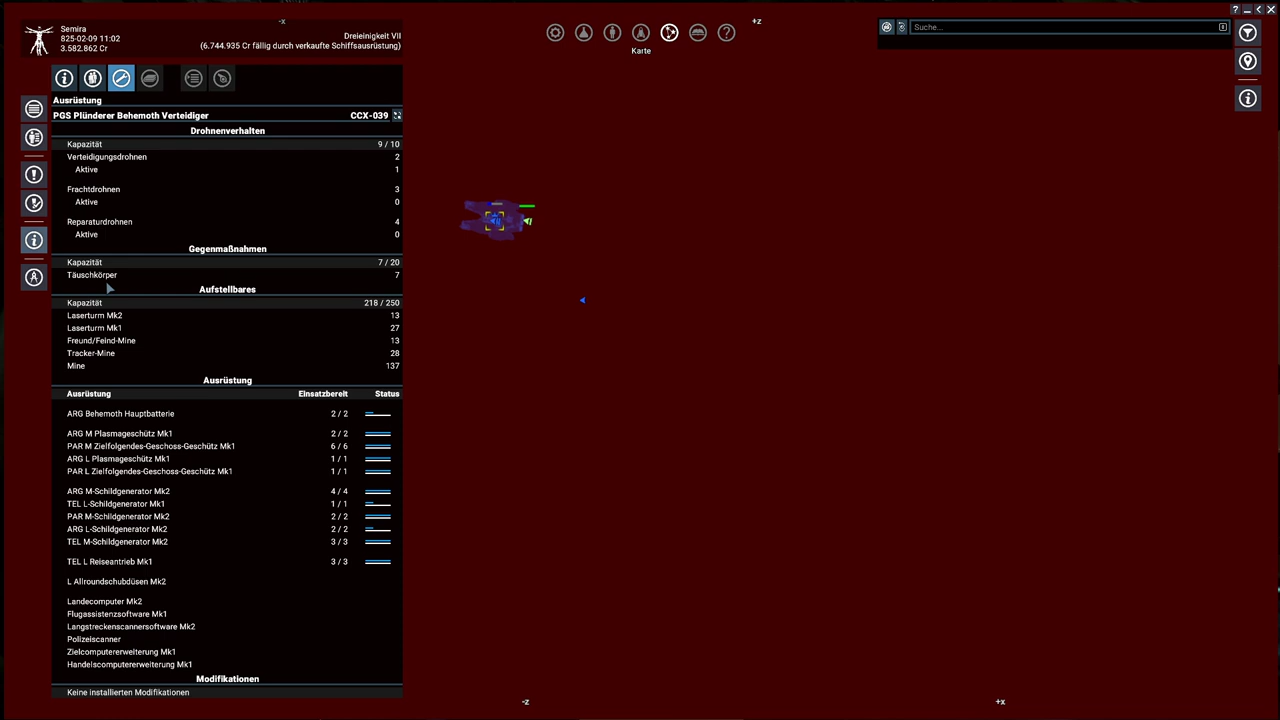 -x
+z
Semira
825-02-09 11:02
3.582.862 Cr
Dreieinigkeit VII
(6.744.935 Cr fällig durch verkaufte Schiffsausrüstung)
Karte
Suche...
Ausrüstung
PGS Plünderer Behemoth Verteidiger CCX-039
Drohnenverhalten
Kapazität 9 / 10
Verteidigungsdrohnen 2
Aktive 1
Frachtdrohnen 3
Aktive 0
Reparaturdrohnen 4
Aktive 0
Gegenmaßnahmen
Kapazität 7 / 20
Täuschkörper 7
Aufstellbares
Kapazität 218 / 250
Laserturm Mk2 13
Laserturm Mk1 27
Freund/Feind-Mine 13
Tracker-Mine 28
Mine 137
Ausrüstung
Ausrüstung Einsatzbereit Status
ARG Behemoth Hauptbatterie 2 / 2
ARG M Plasmageschütz Mk1 2 / 2
PAR M Zielfolgendes-Geschoss-Geschütz Mk1 6 / 6
ARG L Plasmageschütz Mk1 1 / 1
PAR L Zielfolgendes-Geschoss-Geschütz Mk1 1 / 1
ARG M-Schildgenerator Mk2 4 / 4
TEL L-Schildgenerator Mk1 1 / 1
PAR M-Schildgenerator Mk2 2 / 2
ARG L-Schildgenerator Mk2 2 / 2
TEL M-Schildgenerator Mk2 3 / 3
TEL L Reiseantrieb Mk1 3 / 3
L Allroundschubdüsen Mk2
Landecomputer Mk2
Flugassistenzsoftware Mk1
Langstreckenscannersoftware Mk2
Polizeiscanner
Zielcomputererweiterung Mk1
Handelscomputererweiterung Mk1
Modifikationen
Keine installierten Modifikationen
-z
+x